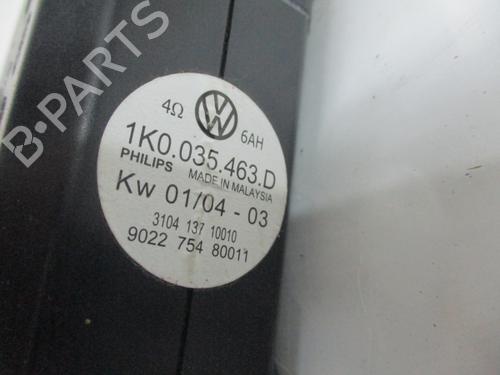 B-PARTS
4Ω 6AH
1K0.035.463.D
PHILIPS MADE IN MALAYSIA
Kw 01/04 - 03
3104 137 10010
9022 754 80011